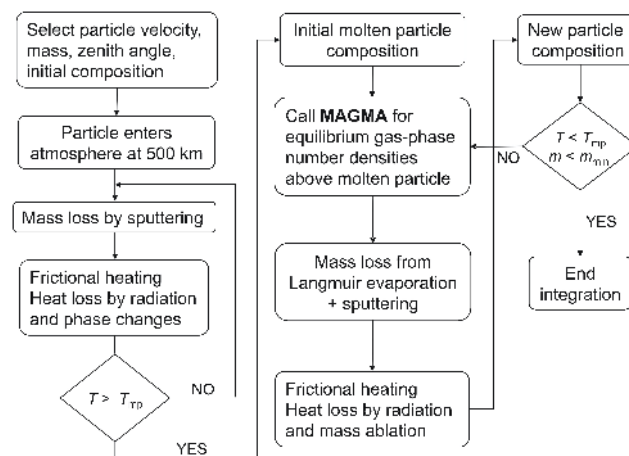 Select particle velocity,
mass, zenith angle,
initial composition
Particle enters
atmosphere at 500 km
Mass loss by sputtering
Frictional heating
Heat loss by radiation
and phase changes
T > Tmp
NO
YES
Initial molten particle
composition
Call MAGMA for
equilibrium gas-phase
number densities
above molten particle
Mass loss from
Langmuir evaporation
+ sputtering
Frictional heating
Heat loss by radiation
and mass ablation
New particle
composition
T < Tmp
m < mmin
NO
YES
End
integration